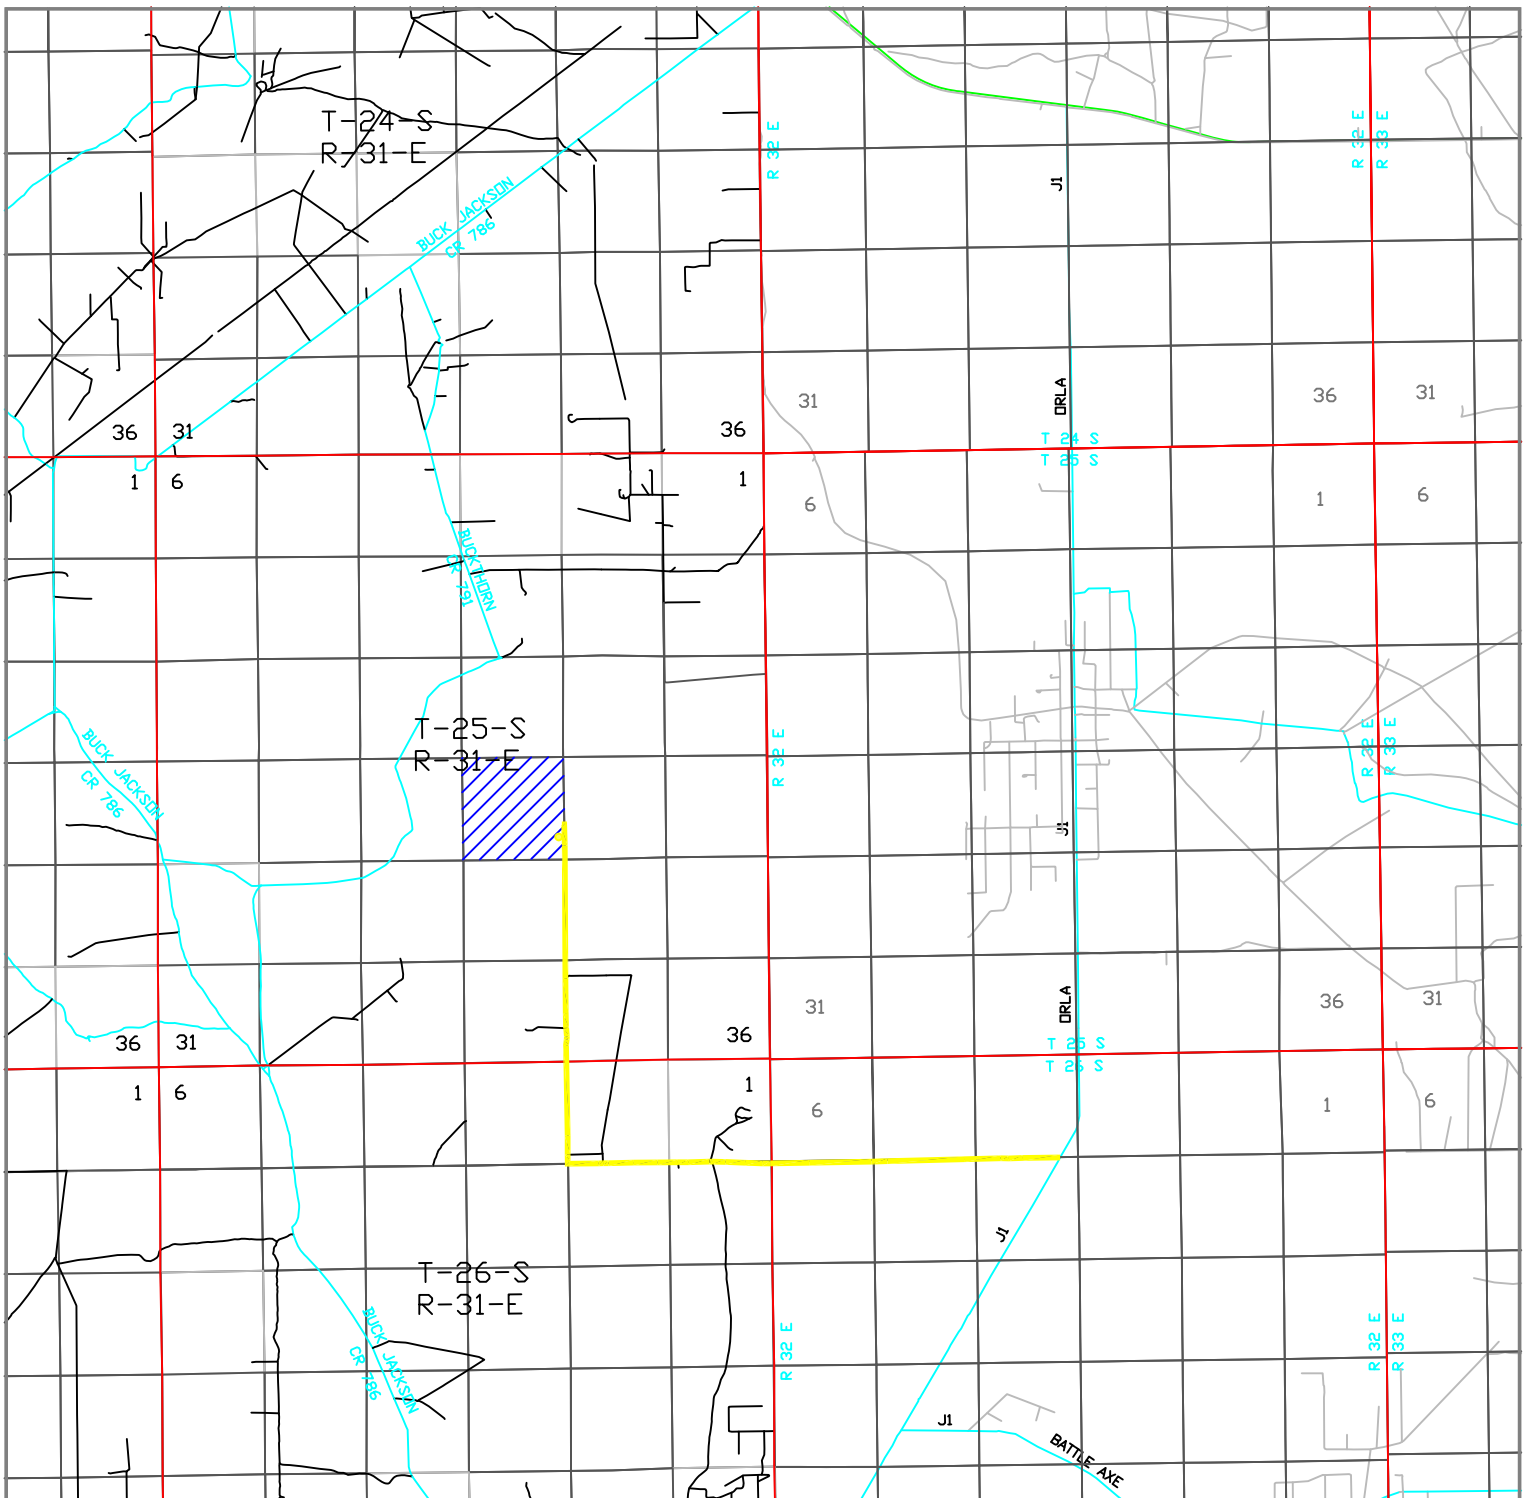 T-24-S
R-31-E
R 32 E
R 32 E
R 33 E
J1
BUCK JACKSON
CR 786
ORLA
31
36
31
36
31
36
T 24 S
T 25 S
1
6
1
6
1
6
BUCKTHORN
CR 791
T-25-S
R-31-E
BUCK JACKSON
CR 786
R 32 E
R 32 E
R 33 E
J1
ORLA
31
36
31
36
31
36
T 25 S
T 26 S
1
6
1
6
1
6
J1
T-26-S
R-31-E
BUCK JACKSON
CR 786
R 32 E
R 32 E
R 33 E
J1
BATTLE AXE